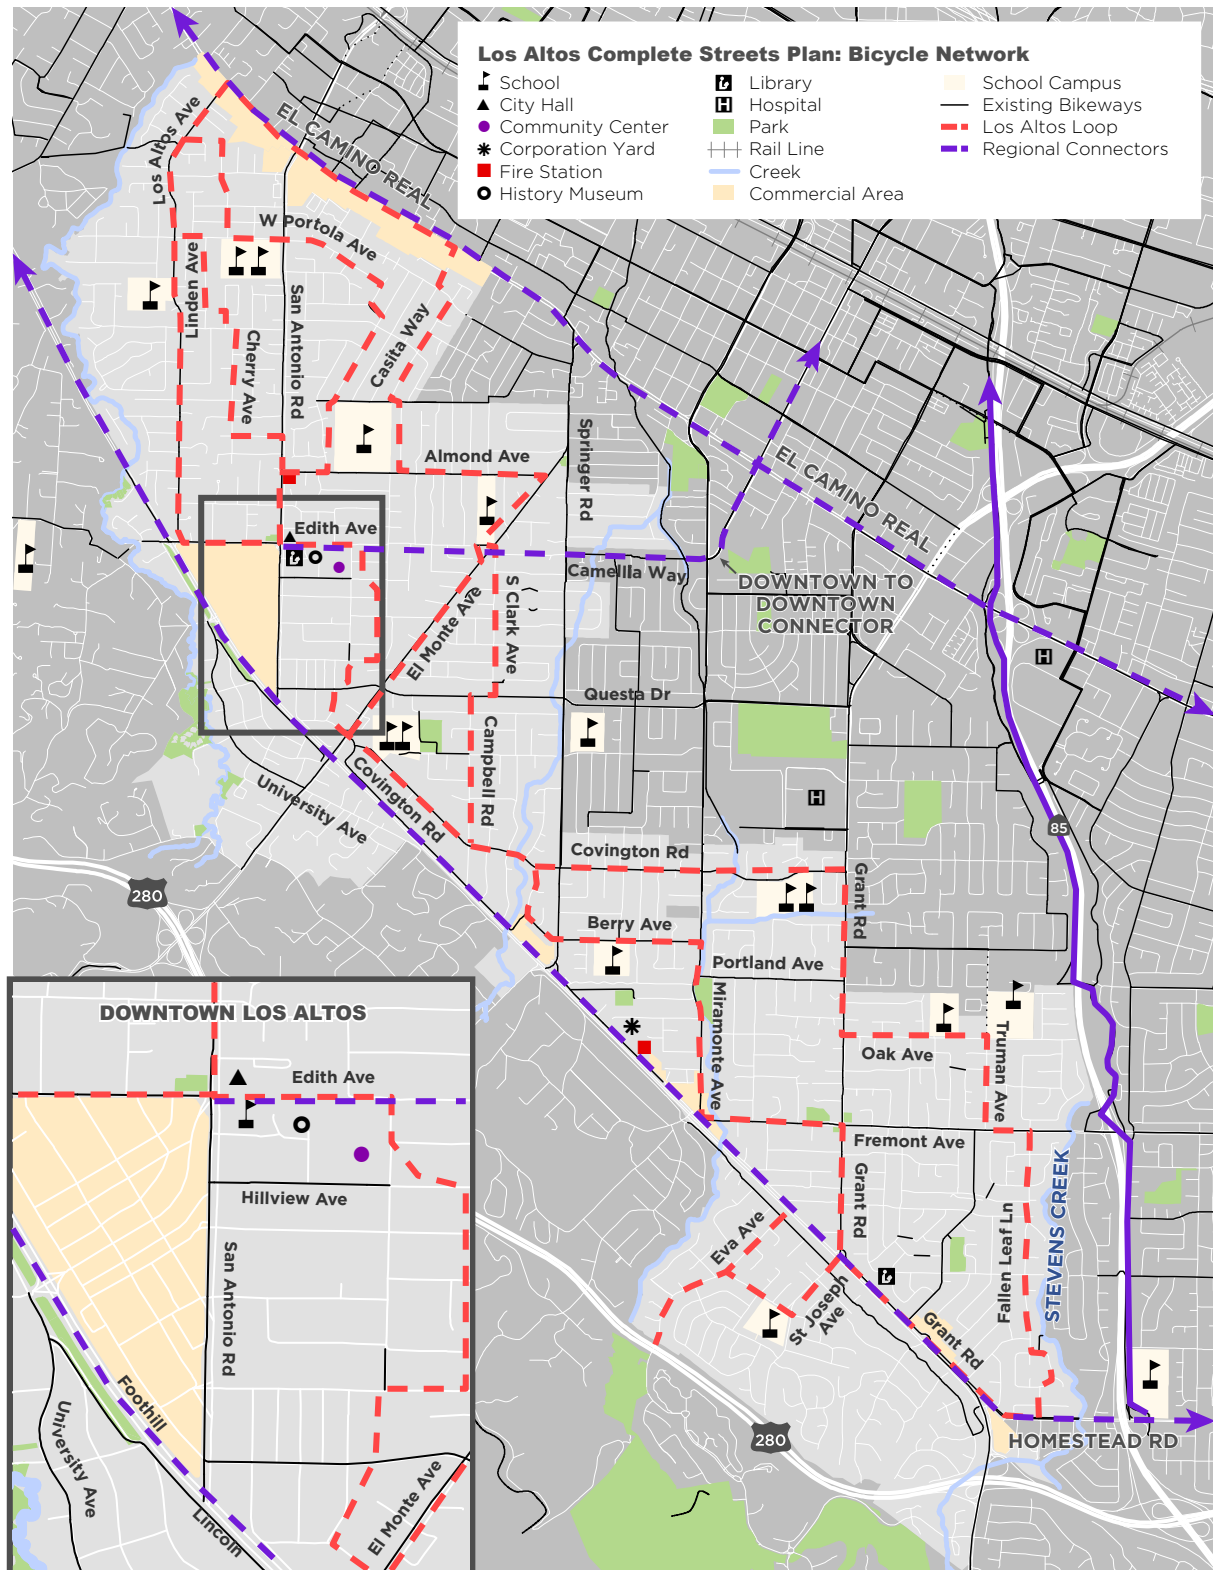 Los Altos Complete Streets Plan: Bicycle Network
School
City Hall
Community Center
Corporation Yard
Fire Station
History Museum
Library
Hospital
Park
Rail Line
Creek
Commercial Area
School Campus
Existing Bikeways
Los Altos Loop
Regional Connectors
EL CAMINO REAL
Los Altos Ave
W Portola Ave
Linden Ave
San Antonio Rd
Cherry Ave
Casita Way
Almond Ave
Springer Rd
EL CAMINO REAL
Edith Ave
Camellia Way
DOWNTOWN TO
DOWNTOWN
CONNECTOR
S Clark Ave
El Monte Ave
Questa Dr
Campbell Rd
Covington Rd
University Ave
85
Covington Rd
Grant Rd
280
Berry Ave
Portland Ave
Miramonte Ave
Oak Ave
Truman Ave
Fremont Ave
Grant Rd
Eva Ave
St Joseph
Ave
Fallen Leaf Ln
STEVENS CREEK
Grant Rd
280
HOMESTEAD RD
DOWNTOWN LOS ALTOS
Edith Ave
Hillview Ave
San Antonio Rd
Foothill
University Ave
Lincoln
El Monte Ave